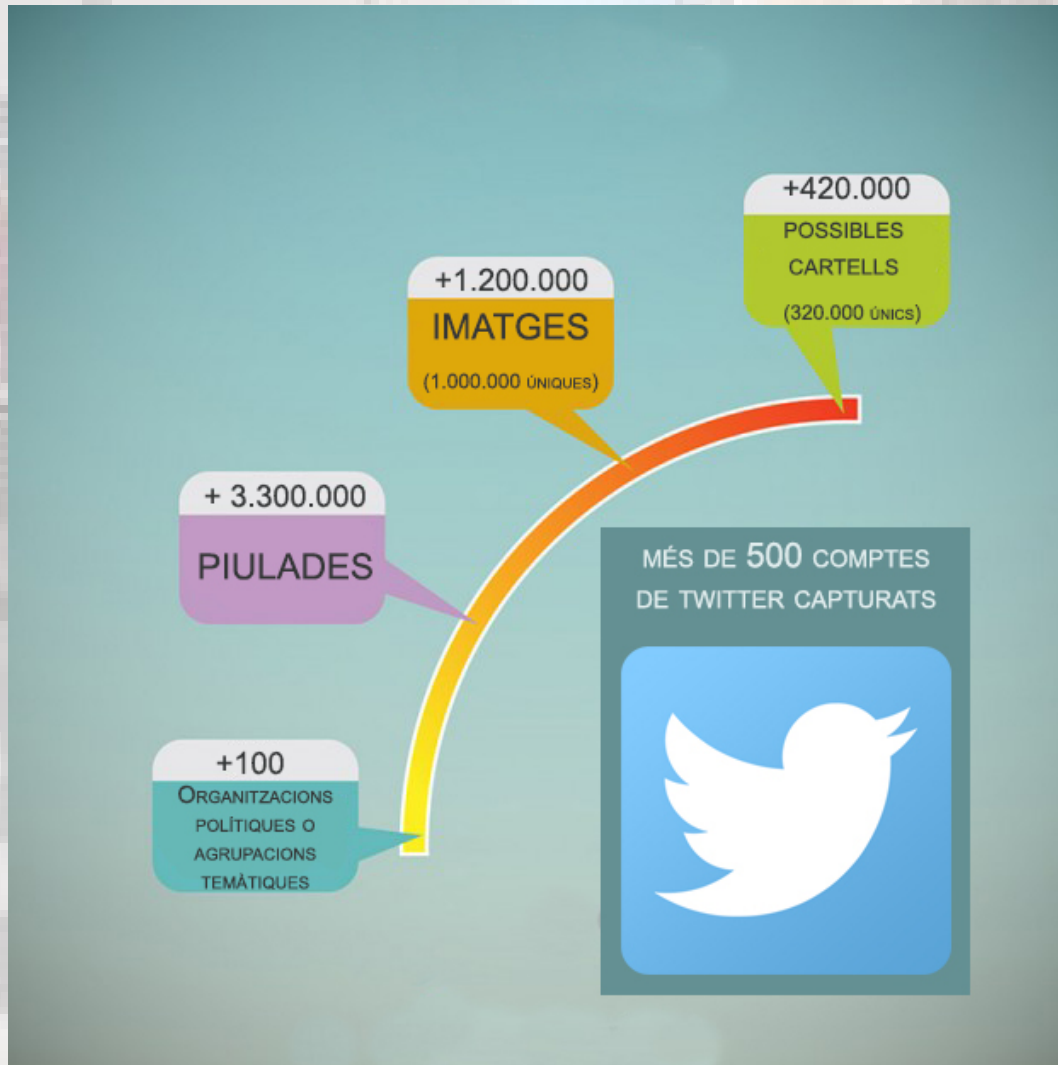 +420.000
POSSIBLES
CARTELLS
(320.000 ÚNICS)
+1.200.000
IMATGES
(1.000.000 ÚNIQUES)
+ 3.300.000
PIULADES
MÉS DE 500 COMPTES
DE TWITTER CAPTURATS
+100
ORGANITZACIONS
POLÍTIQUES O
AGRUPACIONS
TEMÀTIQUES